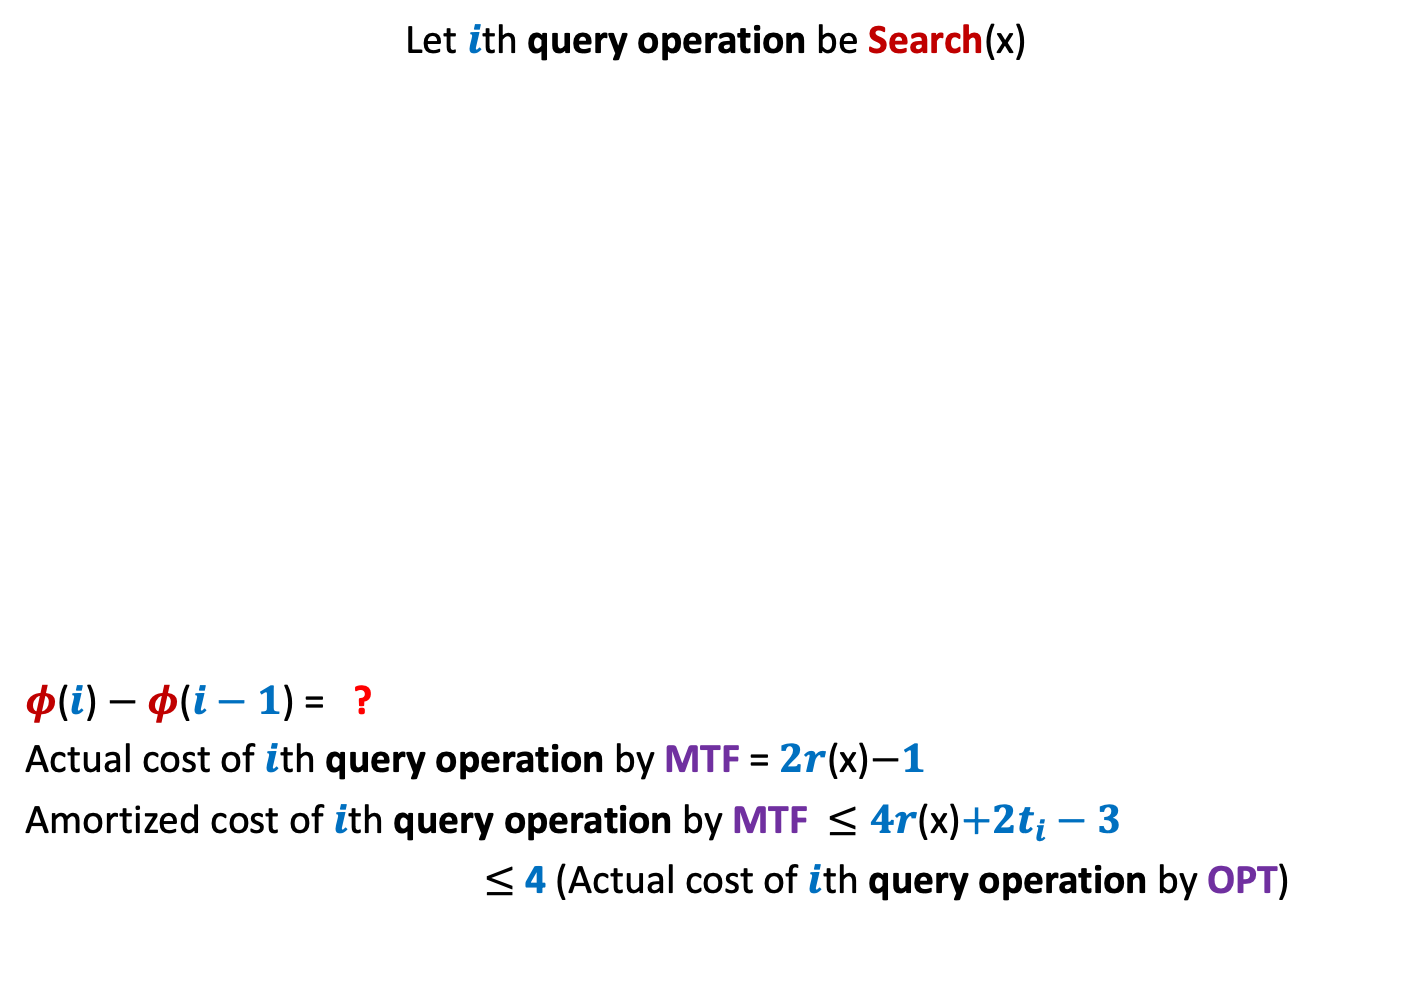 Let ith query operation be Search(x)
ϕ(i) − ϕ(i − 1) = ?
Actual cost of ith query operation by MTF = 2r(x)−1
Amortized cost of ith query operation by MTF ≤ 4r(x)+2tᵢ − 3
≤ 4 (Actual cost of ith query operation by OPT)